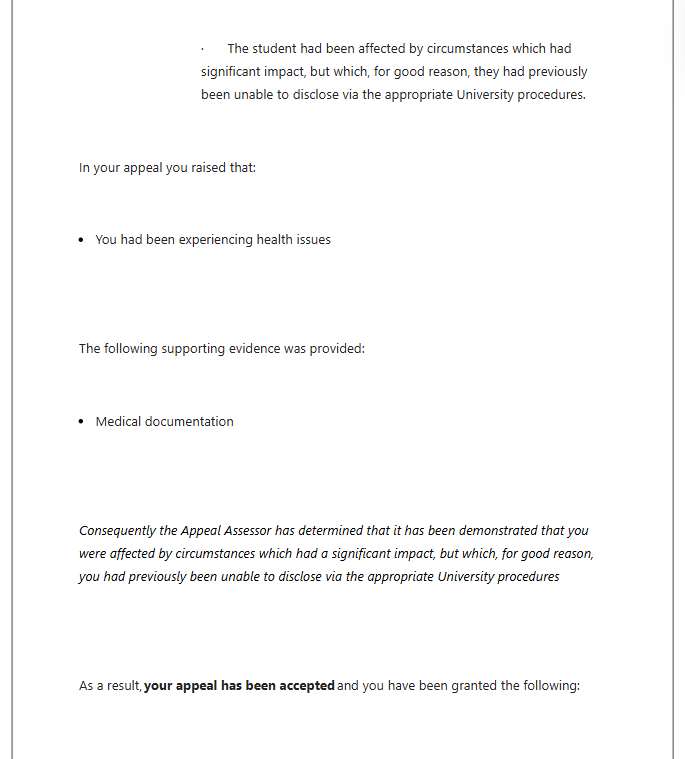 · The student had been affected by circumstances which had
significant impact, but which, for good reason, they had previously
been unable to disclose via the appropriate University procedures.
In your appeal you raised that:
• You had been experiencing health issues
The following supporting evidence was provided:
• Medical documentation
Consequently the Appeal Assessor has determined that it has been demonstrated that you
were affected by circumstances which had a significant impact, but which, for good reason,
you had previously been unable to disclose via the appropriate University procedures
As a result, your appeal has been accepted and you have been granted the following: